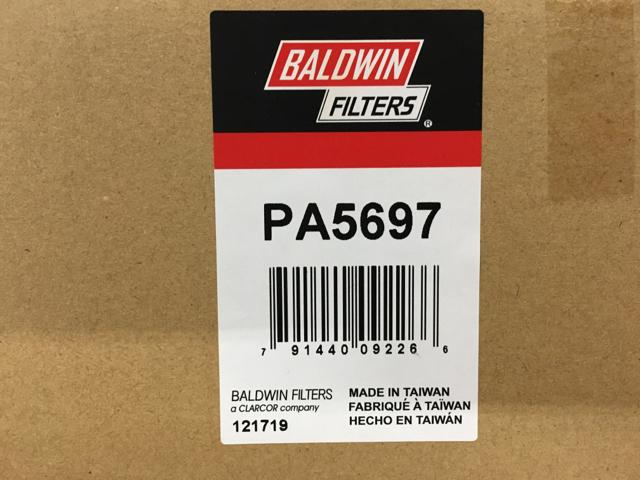 BALDWIN
FILTERS
®
PA5697
7 91440 09226 6
BALDWIN FILTERS
a CLARCOR company
121719
MADE IN TAIWAN
FABRIQUÉ À TAÏWAN
HECHO EN TAIWÁN